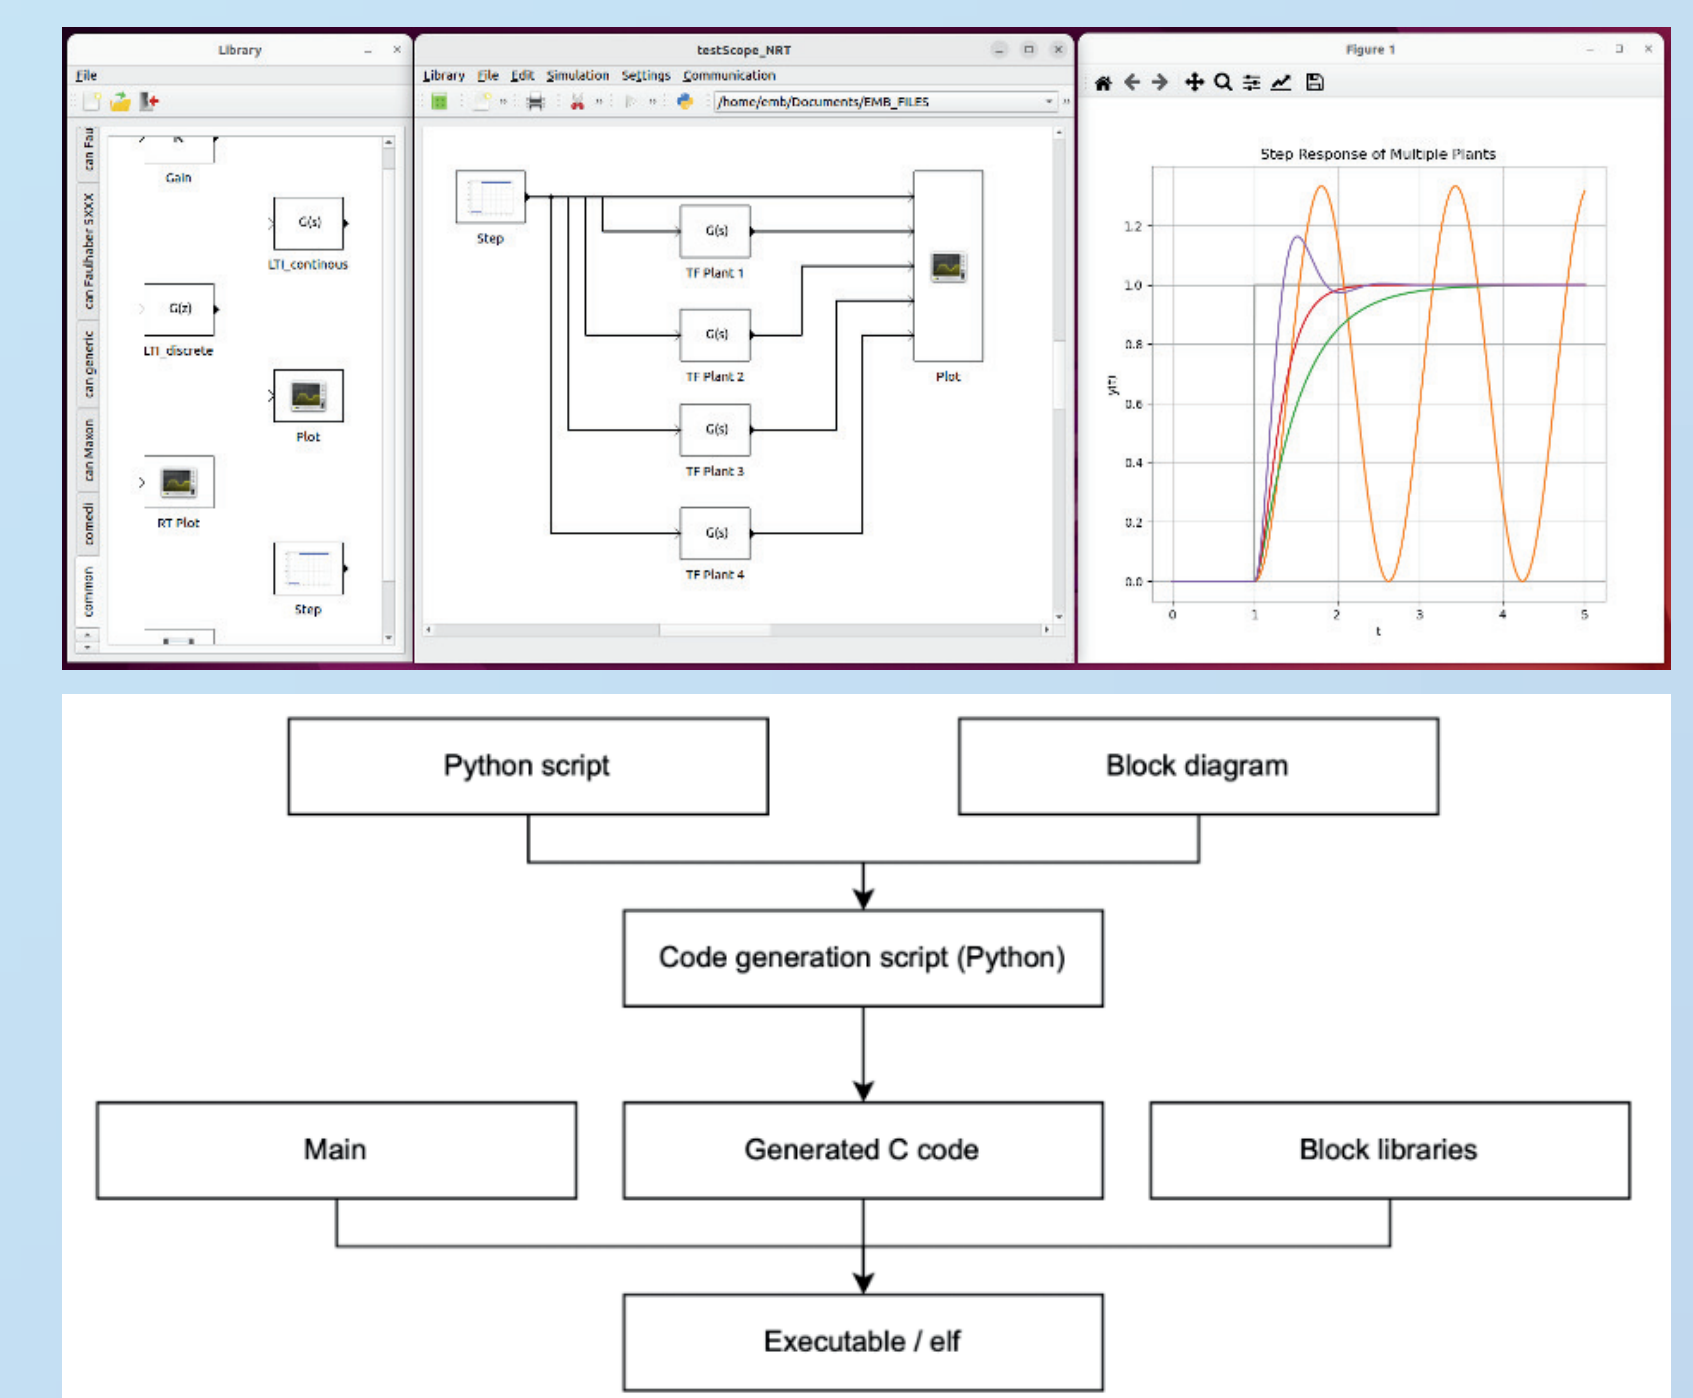 Library
File
can Fau
can Faulhaber 5XXX
can generic
can Maxon
comedi
common
Gain
G(s)
LTI_continous
G(z)
LTI_discrete
Plot
RT Plot
Step
testScope_NRT
Library File Edit Simulation Settings Communication
/home/emb/Documents/EMB_FILES
Step
G(s)
TF Plant 1
G(s)
TF Plant 2
G(s)
TF Plant 3
G(s)
TF Plant 4
Plot
Figure 1
Step Response of Multiple Plants
y(t)
1.2
1.0
0.8
0.6
0.4
0.2
0.0
0 1 2 3 4 5
t
Python script
Block diagram
Code generation script (Python)
Main
Generated C code
Block libraries
Executable / elf